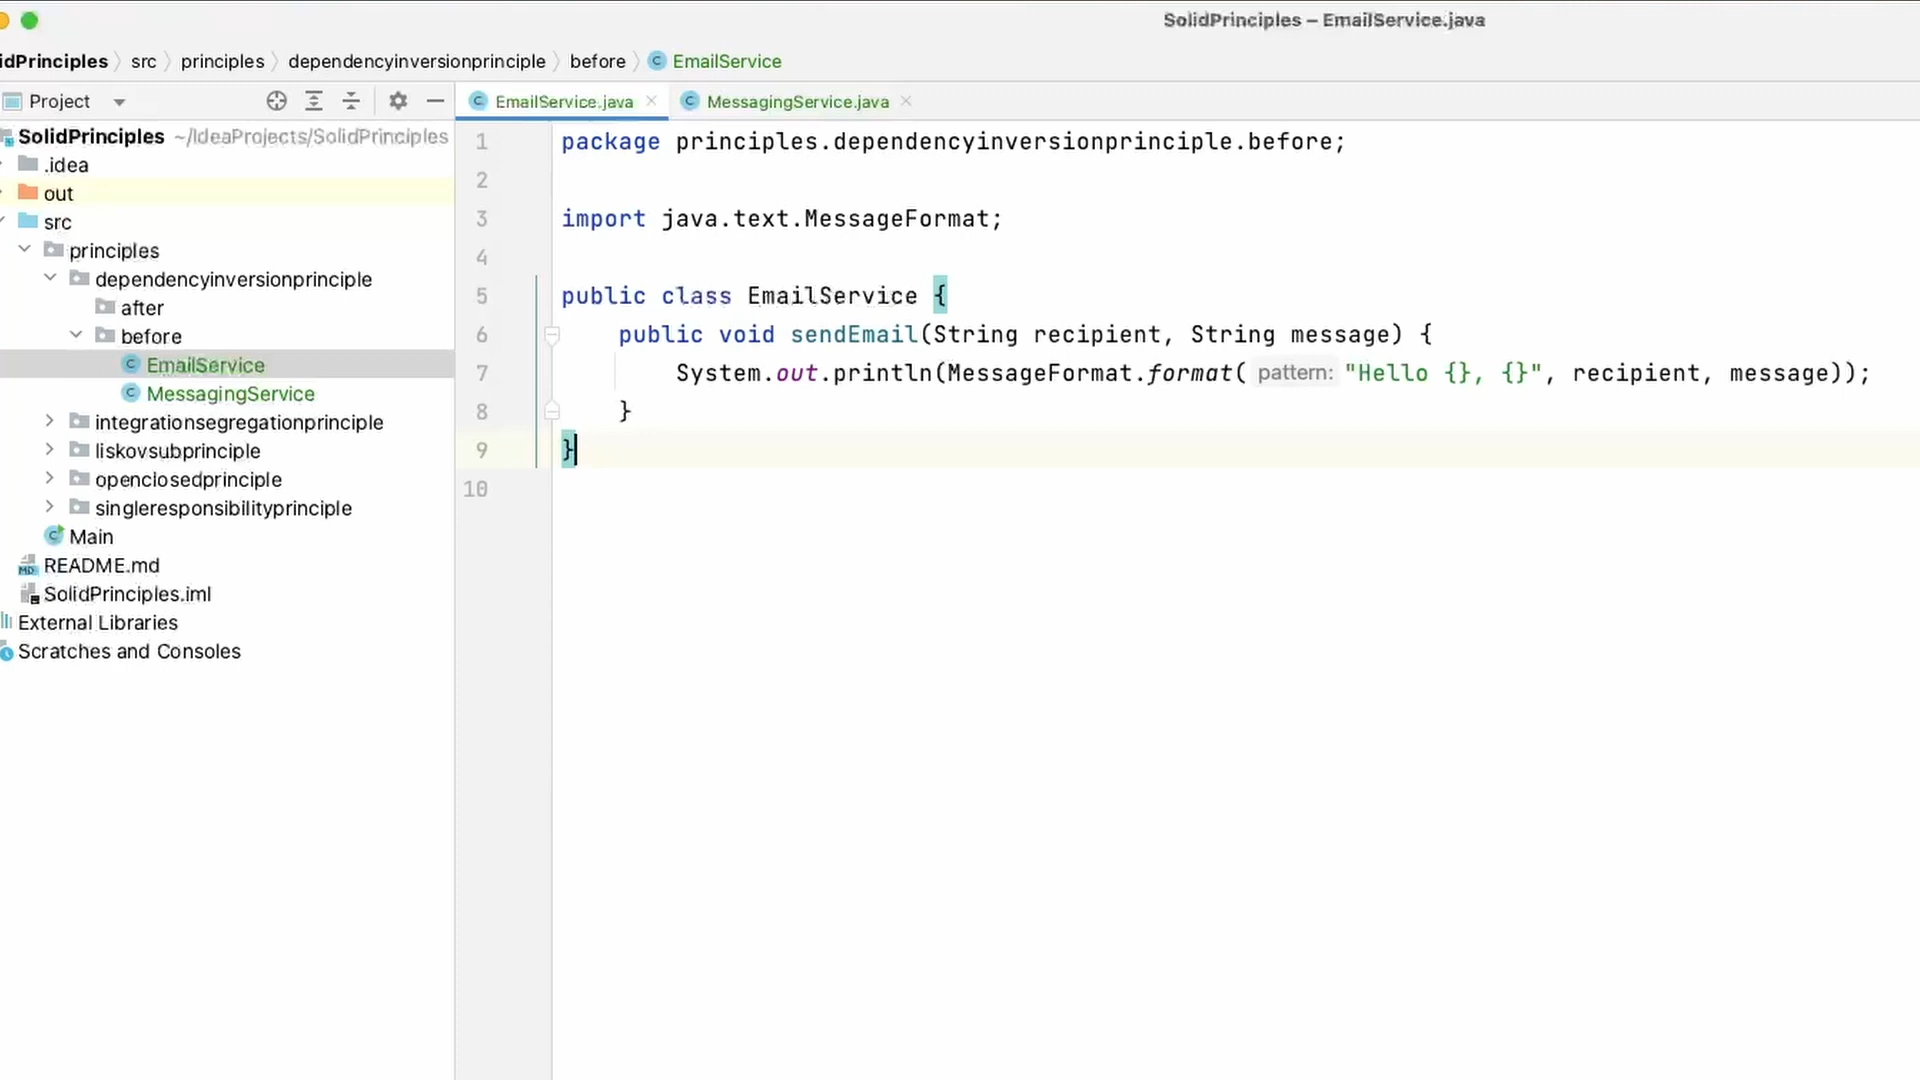 SolidPrinciples – EmailService.java
idPrinciples src principles dependencyinversionprinciple before EmailService
Project
EmailService.java MessagingService.java
SolidPrinciples ~/IdeaProjects/SolidPrinciples
.idea
out
src
principles
dependencyinversionprinciple
after
before
EmailService
MessagingService
integrationsegregationprinciple
liskovsubprinciple
openclosedprinciple
singleresponsibilityprinciple
Main
README.md
SolidPrinciples.iml
External Libraries
Scratches and Consoles
1 package principles.dependencyinversionprinciple.before;
2
3 import java.text.MessageFormat;
4
5 public class EmailService {
6 public void sendEmail(String recipient, String message) {
7 System.out.println(MessageFormat.format( pattern: "Hello {}, {}", recipient, message));
8 }
9 }
10